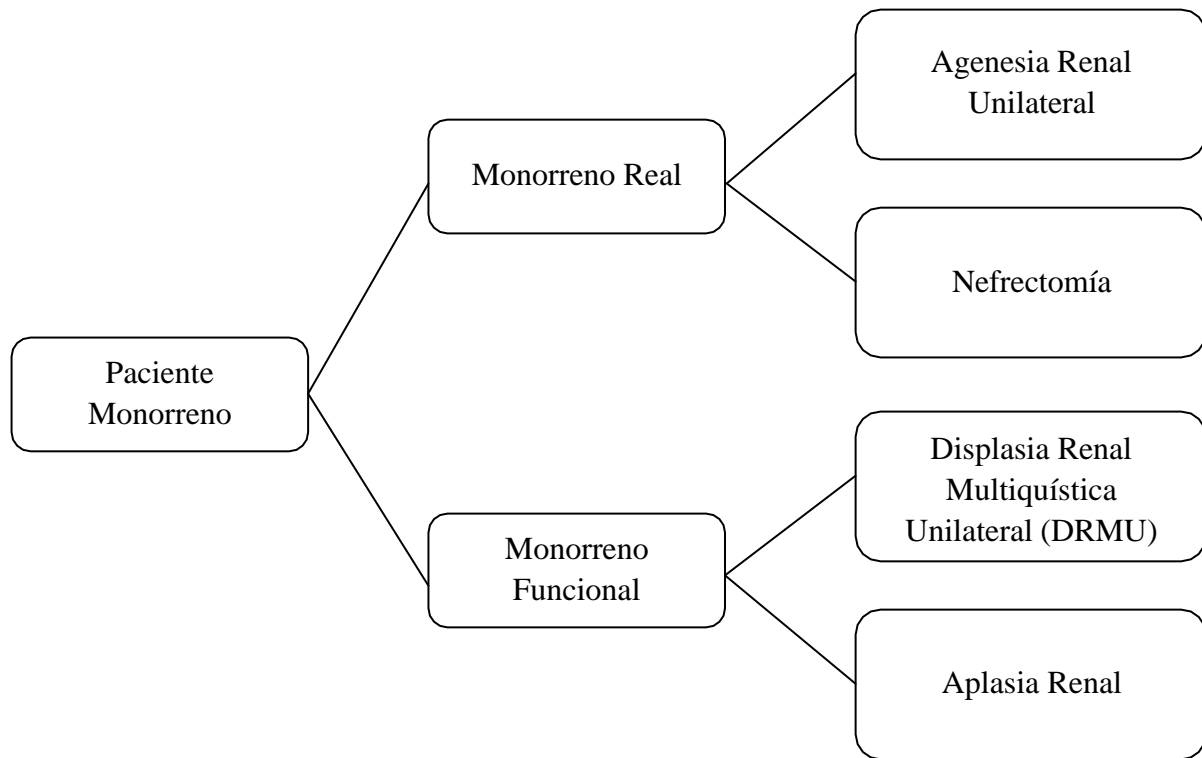 Paciente
Monorreno
Monorreno Real
Agenesia Renal
Unilateral
Nefrectomía
Monorreno
Funcional
Displasia Renal
Multiquística
Unilateral (DRMU)
Aplasia Renal